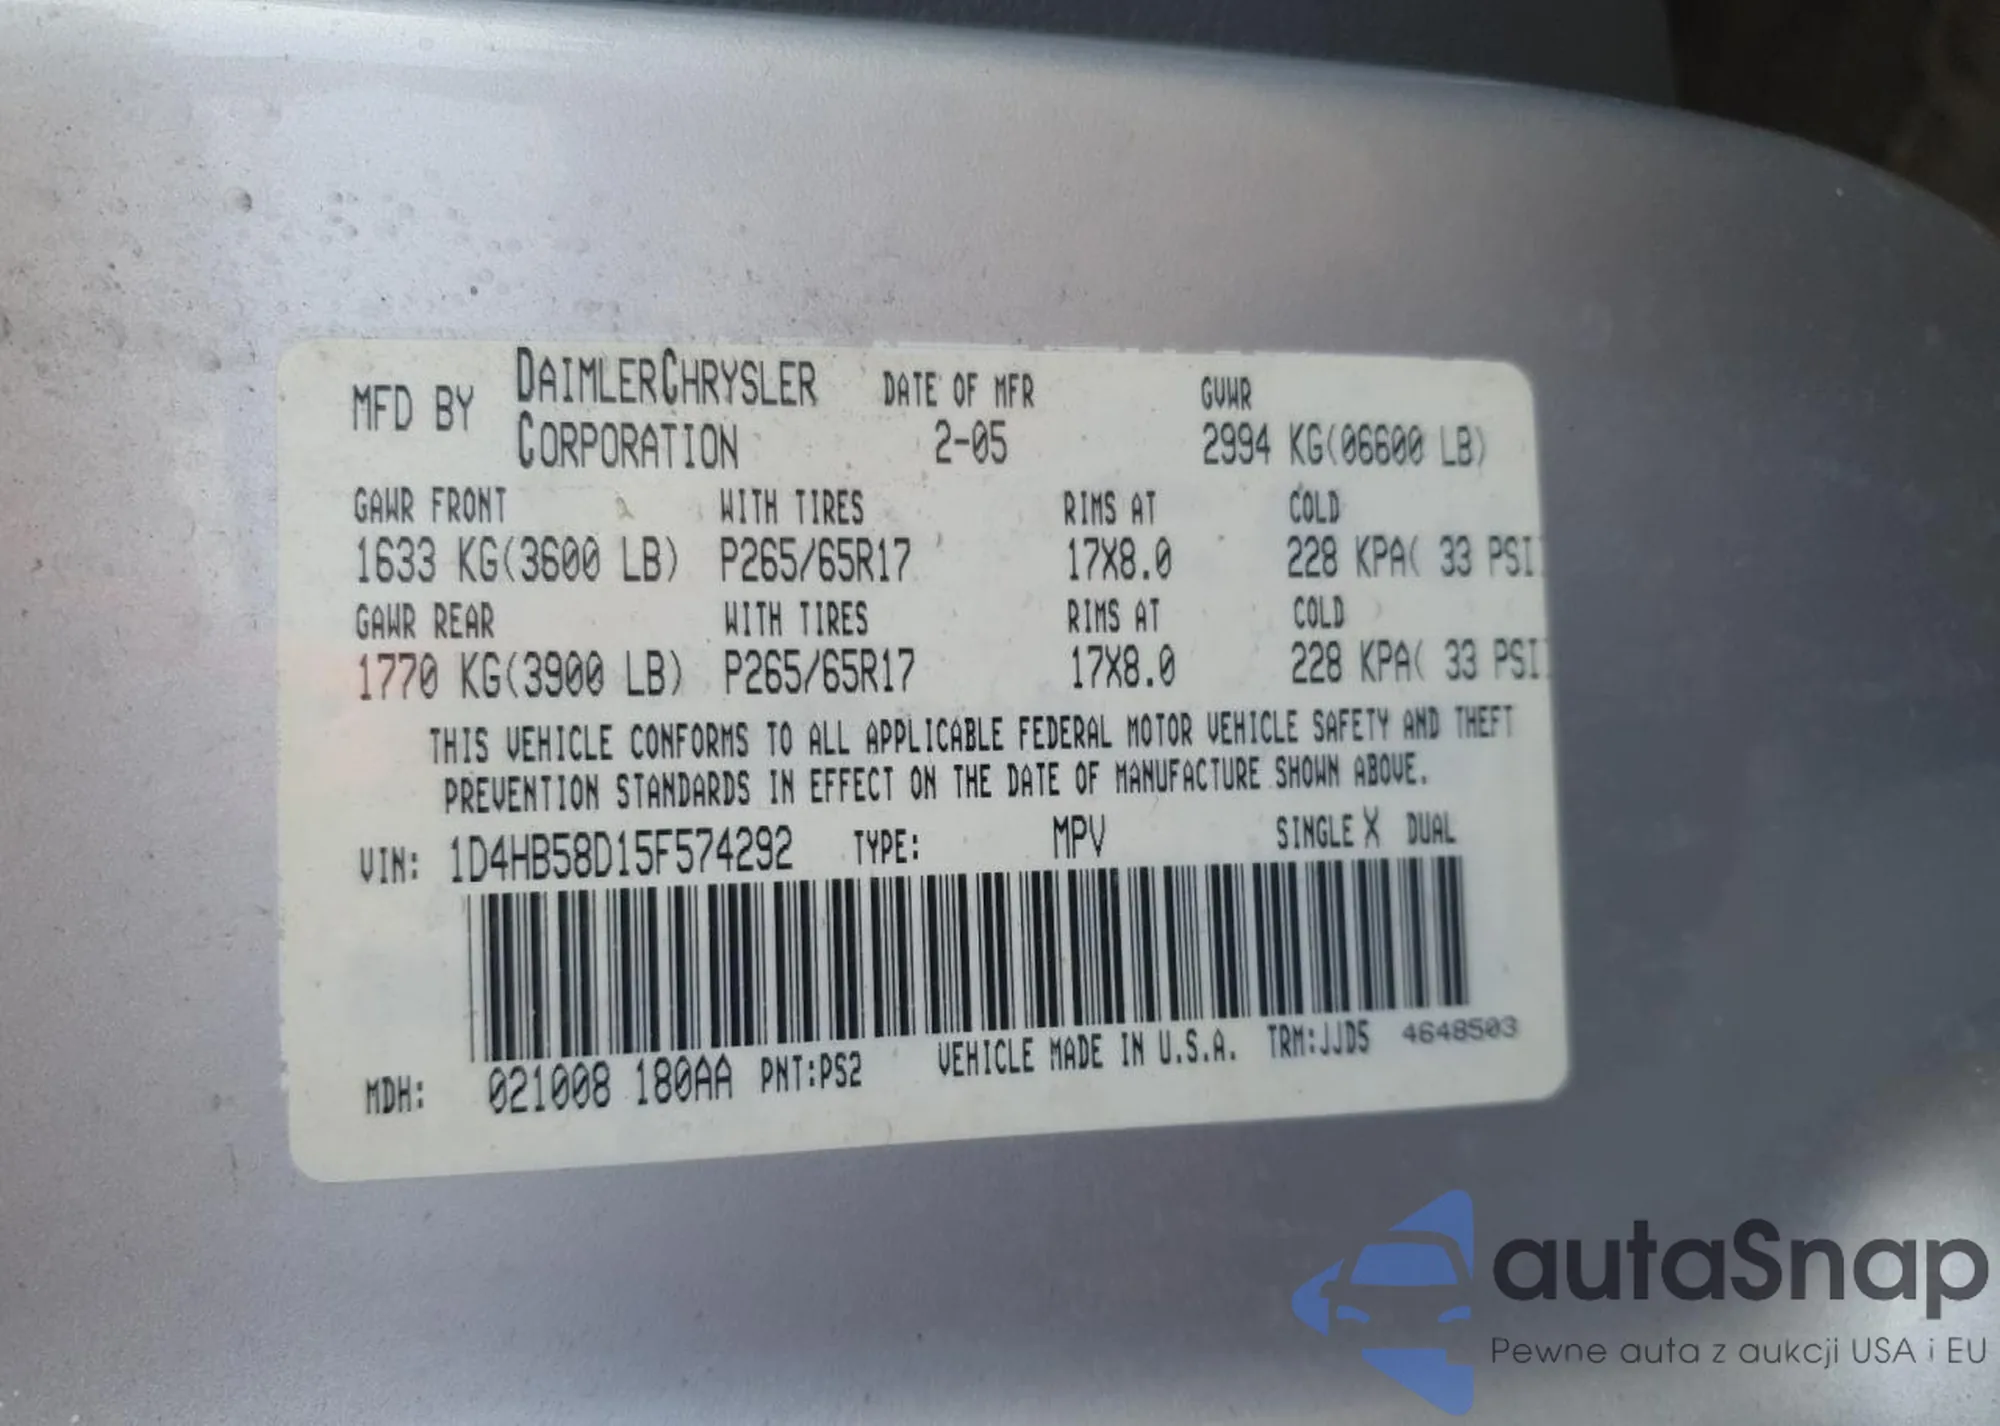 MFD BY DAIMLERCHRYSLER CORPORATION DATE OF MFR 2-05 GVWR 2994 KG(06600 LB)
GAWR FRONT WITH TIRES RIMS AT COLD
1633 KG(3600 LB) P265/65R17 17X8.0 228 KPA( 33 PSI)
GAWR REAR WITH TIRES RIMS AT COLD
1770 KG(3900 LB) P265/65R17 17X8.0 228 KPA( 33 PSI)
THIS VEHICLE CONFORMS TO ALL APPLICABLE FEDERAL MOTOR VEHICLE SAFETY AND THEFT
PREVENTION STANDARDS IN EFFECT ON THE DATE OF MANUFACTURE SHOWN ABOVE.
VIN: 1D4HB58D15F574292 TYPE: MPV SINGLE X DUAL
MDH: 021008 180AA PNT:PS2 VEHICLE MADE IN U.S.A. TRM:JJD5 4648503
autaSnap
Pewne auta z aukcji USA i EU